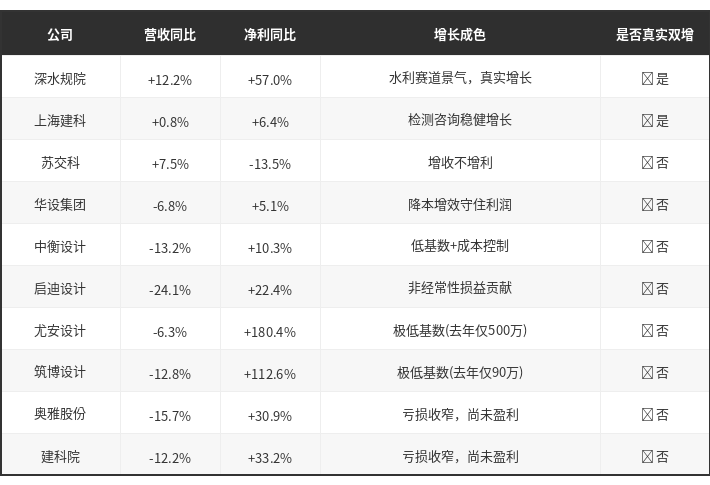 公司 营收同比 净利同比 增长成色 是否真实双增
深水规院 +12.2% +57.0% 水利赛道景气，真实增长 是
上海建科 +0.8% +6.4% 检测咨询稳健增长 是
苏交科 +7.5% -13.5% 增收不增利 否
华设集团 -6.8% +5.1% 降本增效守住利润 否
中衡设计 -13.2% +10.3% 低基数+成本控制 否
启迪设计 -24.1% +22.4% 非经常性损益贡献 否
尤安设计 -6.3% +180.4% 极低基数(去年仅500万) 否
筑博设计 -12.8% +112.6% 极低基数(去年仅90万) 否
奥雅股份 -15.7% +30.9% 亏损收窄，尚未盈利 否
建科院 -12.2% +33.2% 亏损收窄，尚未盈利 否